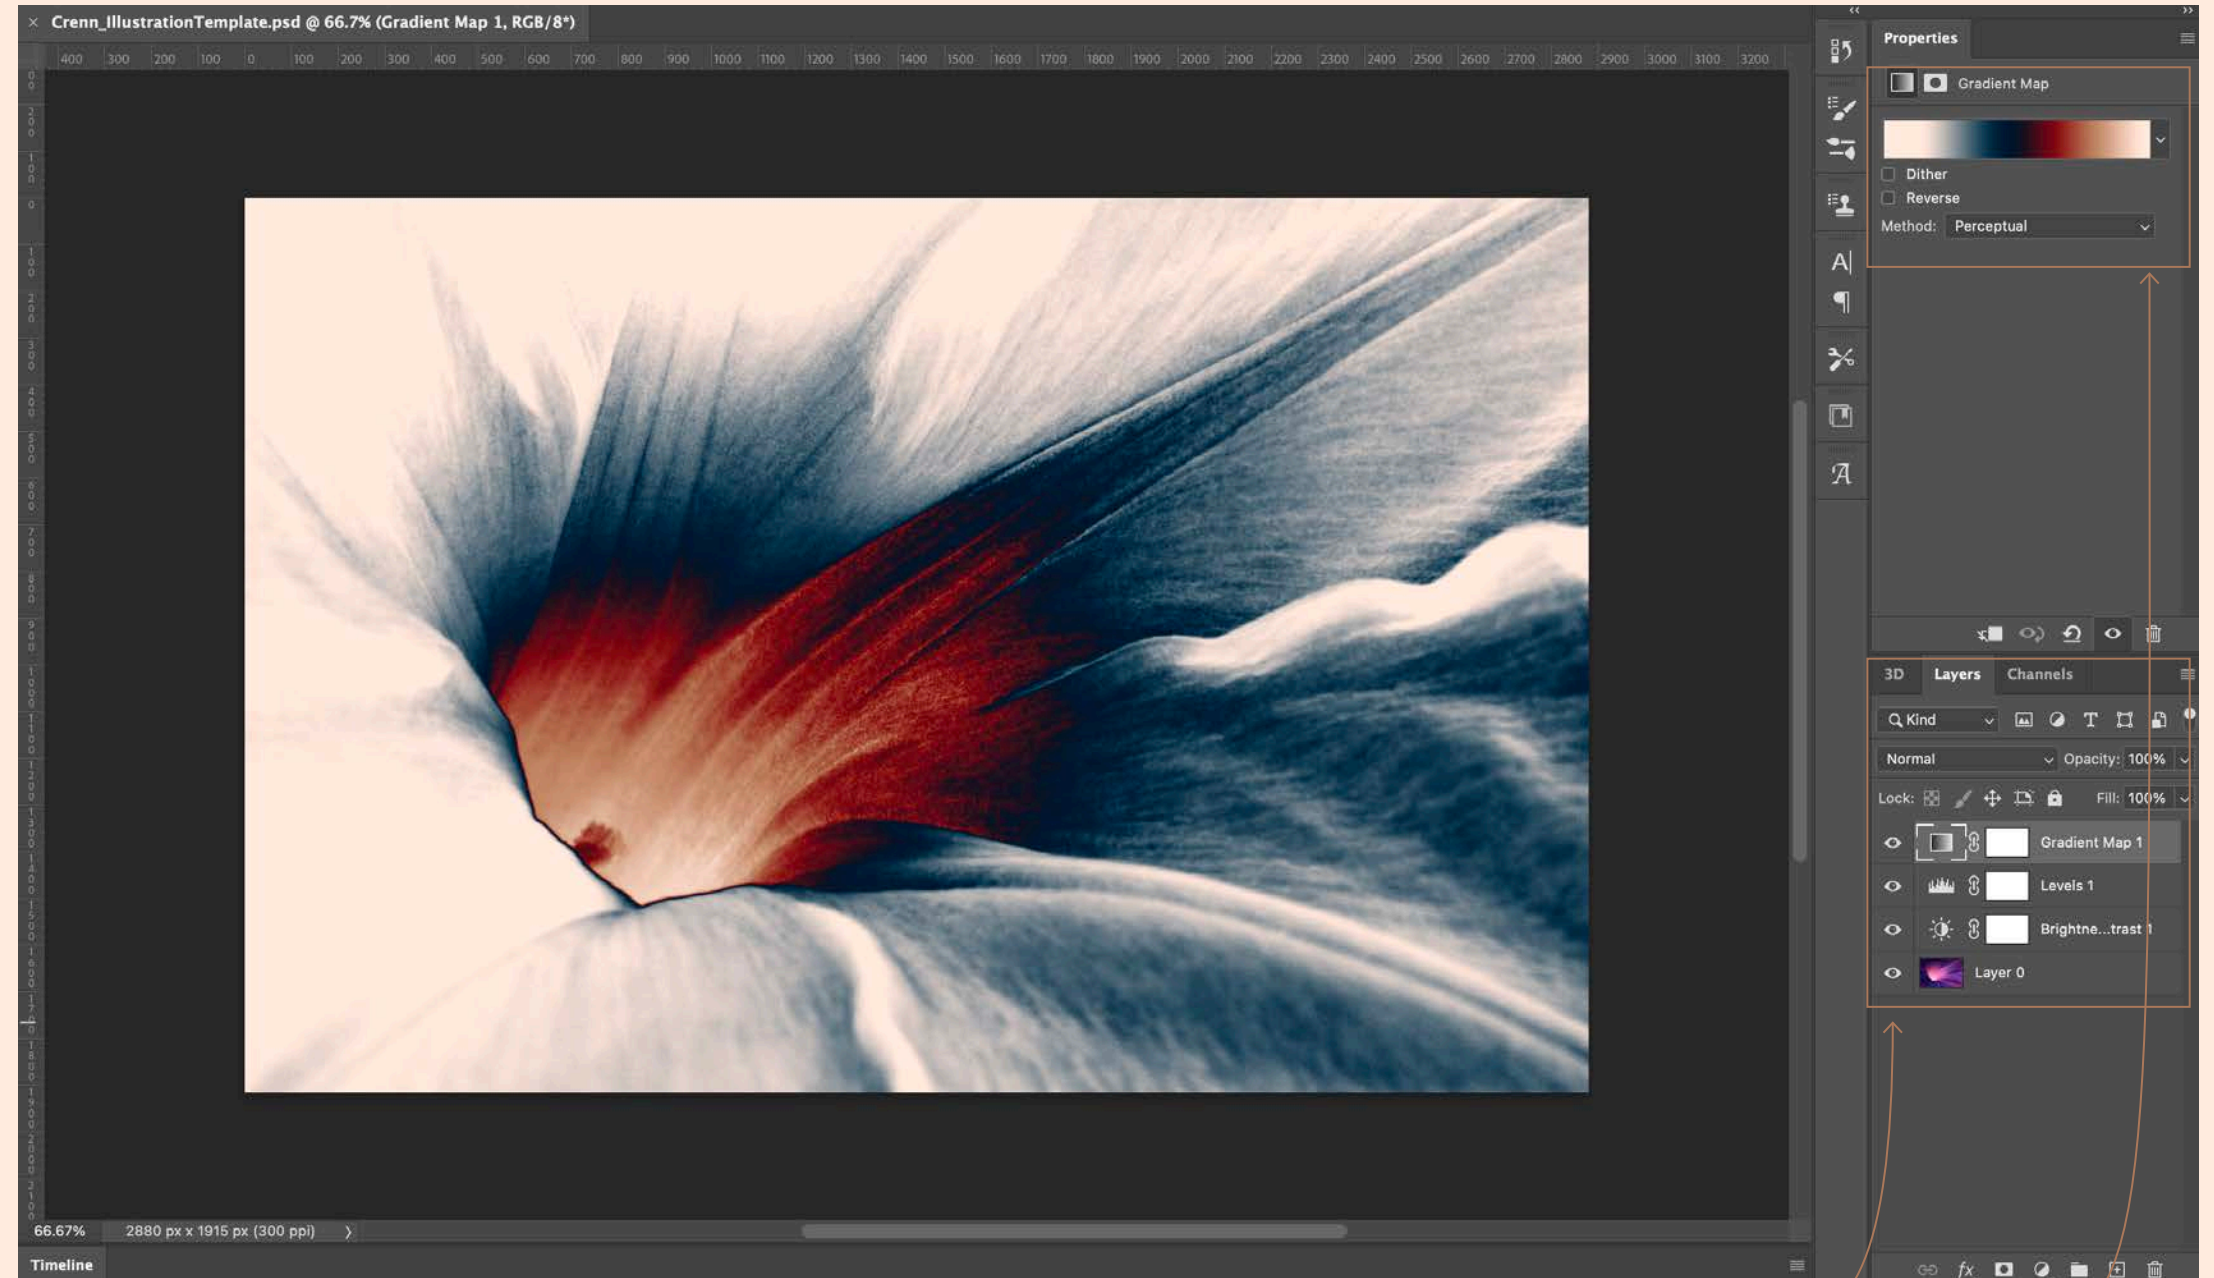 × Crenn_IllustrationTemplate.psd @ 66.7% (Gradient Map 1, RGB/8*)
400 300 200 100 0 100 200 300 400 500 600 700 800 900 1000 1100 1200 1300 1400 1500 1600 1700 1800 1900 2000 2100 2200 2300 2400 2500 2600 2700 2800 2900 3000 3100 3200
Properties
Gradient Map
Dither
Reverse
Method: Perceptual
3D Layers Channels
Kind
Normal Opacity: 100%
Lock: Fill: 100%
Gradient Map 1
Levels 1
Brightne...trast 1
Layer 0
fx
66.67% 2880 px x 1915 px (300 ppi)
Timeline